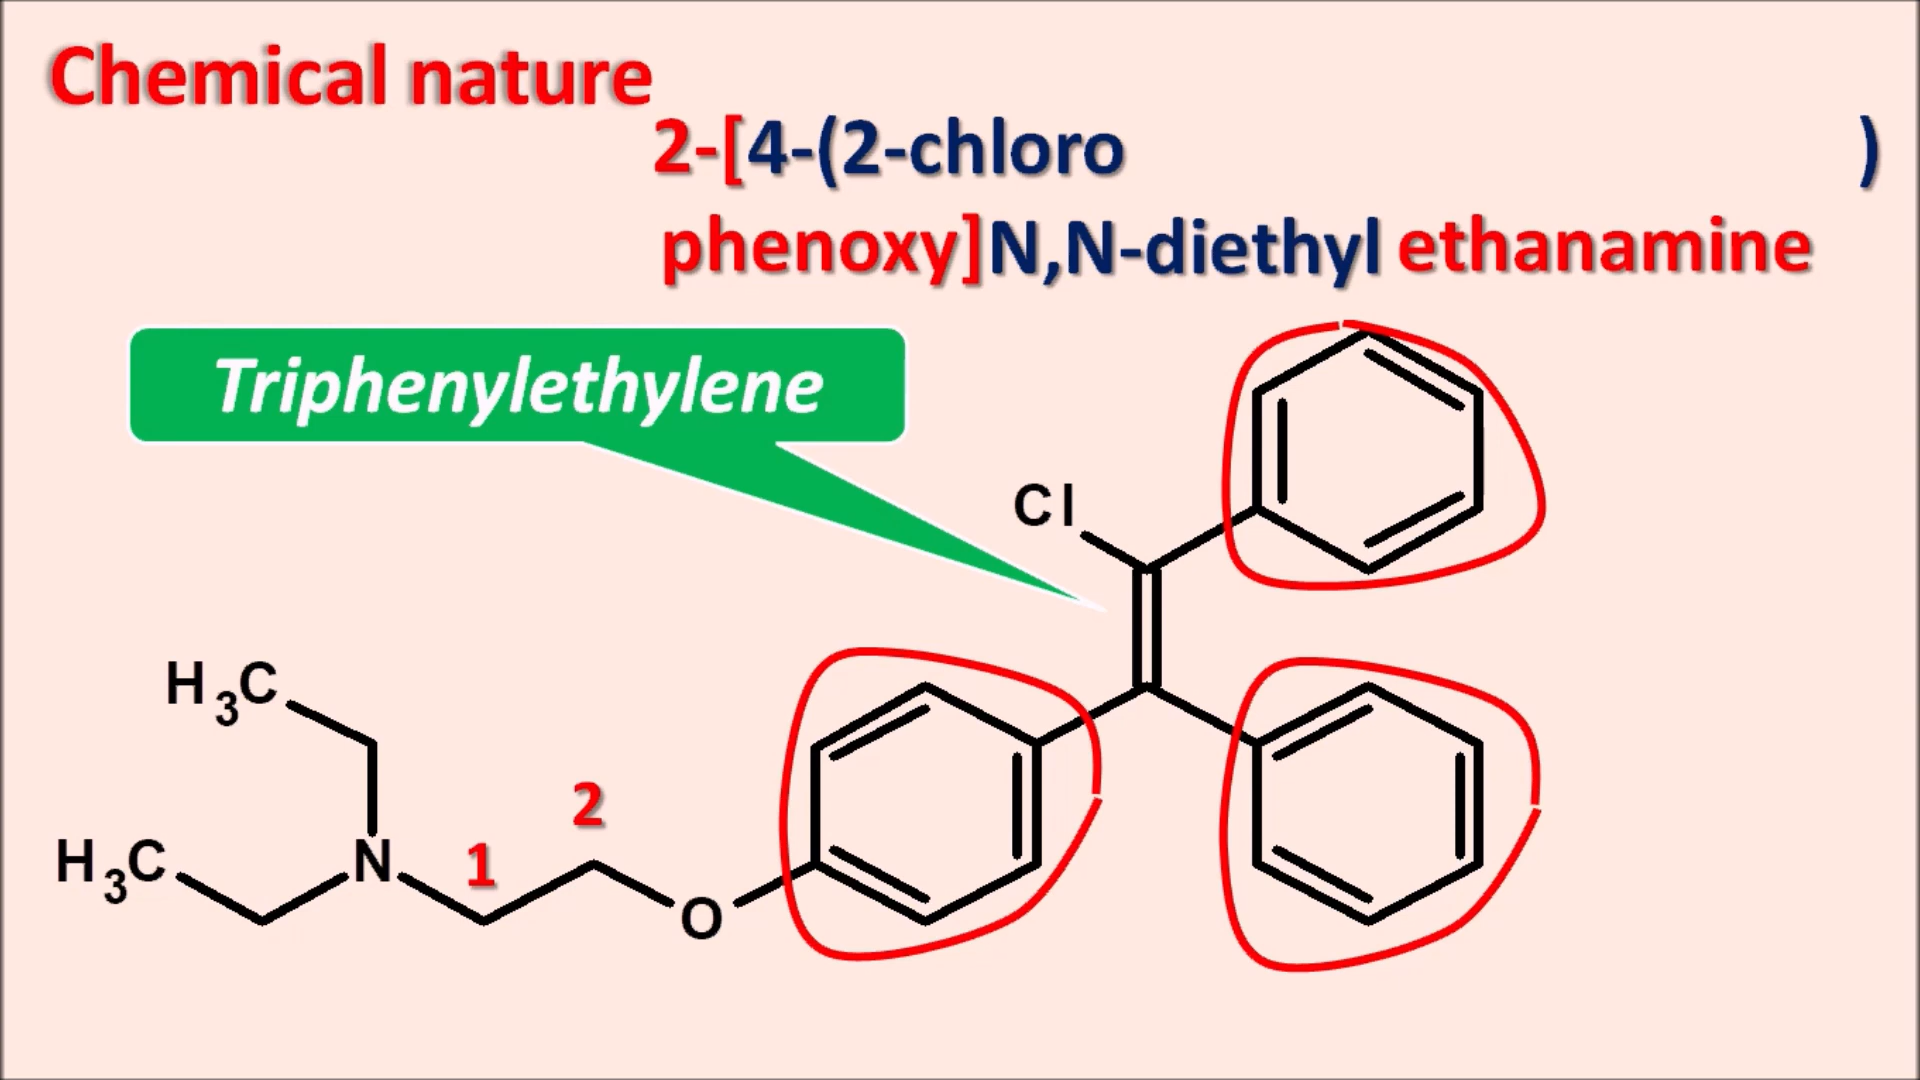 Chemical nature
2-[4-(2-chloro )
phenoxy]N,N-diethyl ethanamine
Triphenylethylene
Cl
H3C
2
H3C N 1
O